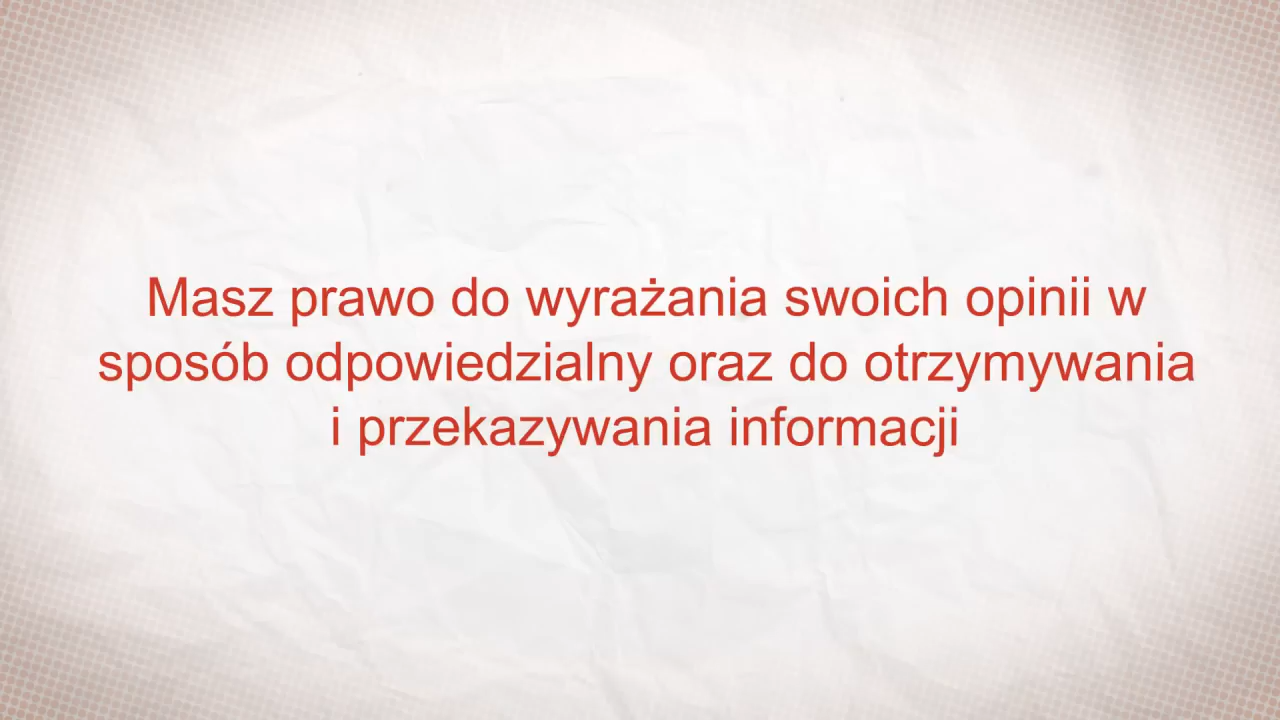 Masz prawo do wyrażania swoich opinii w
sposób odpowiedzialny oraz do otrzymywania
i przekazywania informacji